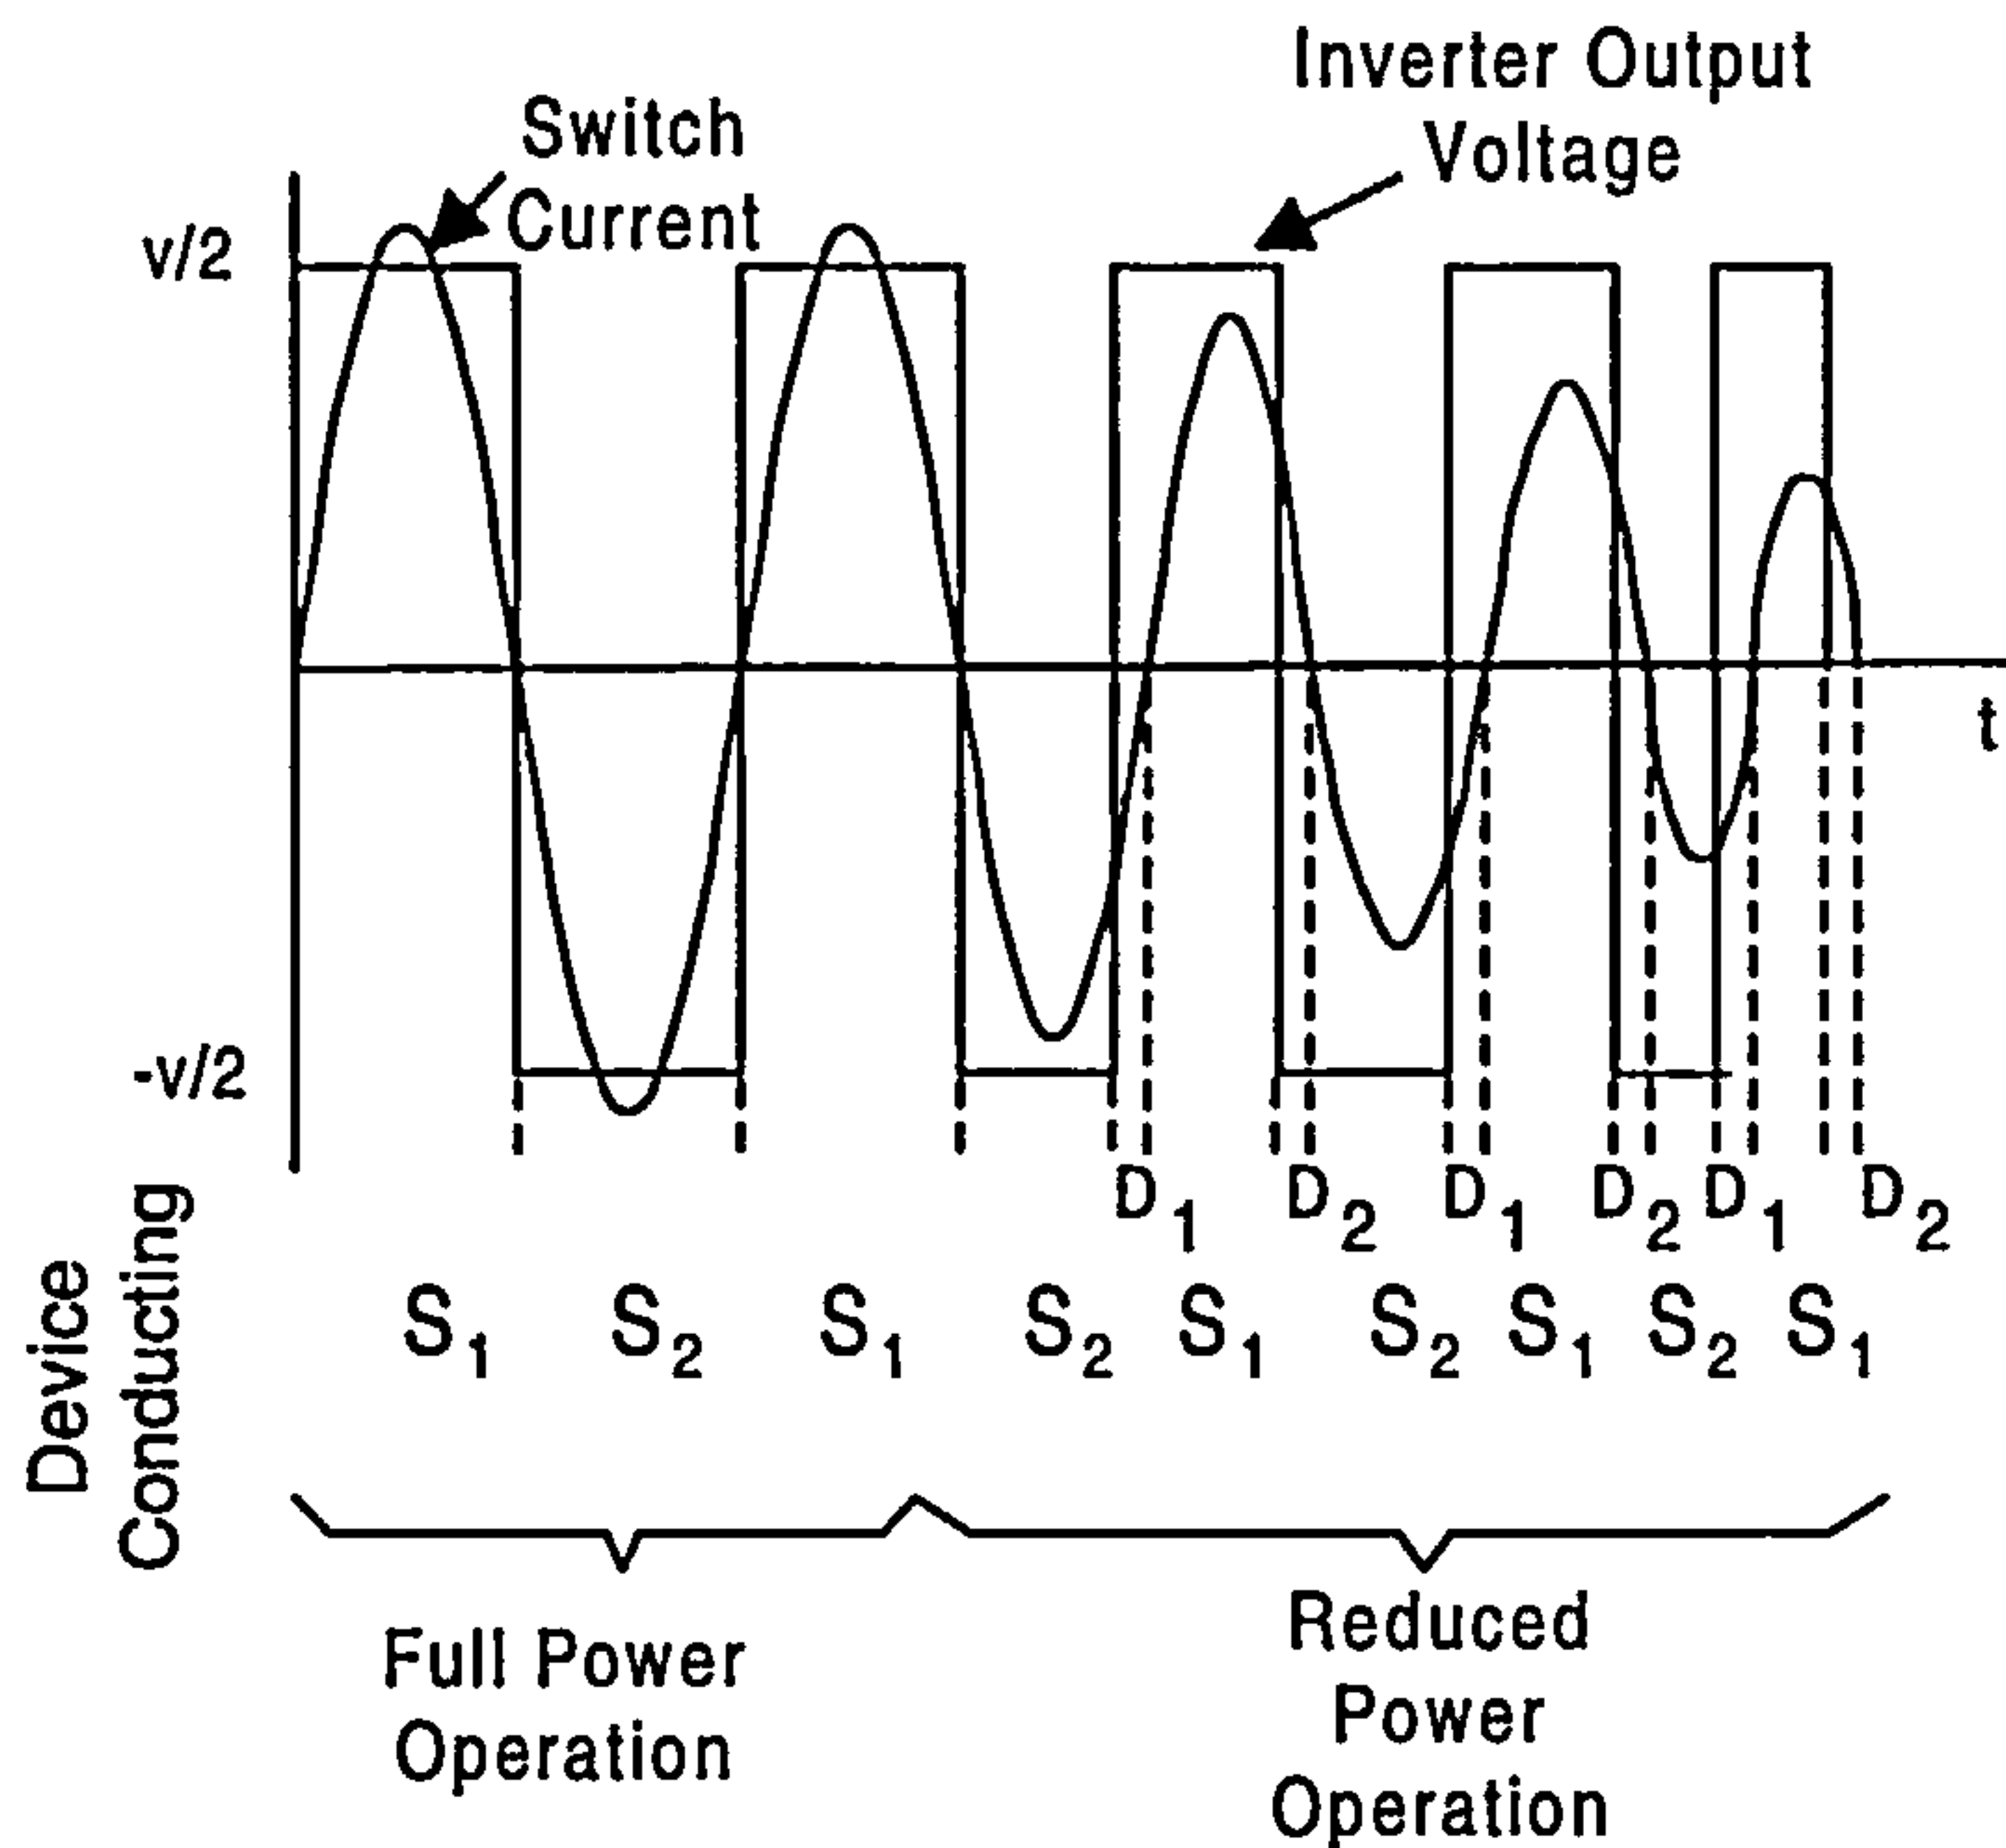 Inverter Output
Voltage
Switch
Current
v/2
t
-v/2
D1 D2 D1 D2 D1 D2
Device
Conducting
S1 S2 S1 S2 S1 S2 S1 S2 S1
Full Power
Operation
Reduced
Power
Operation